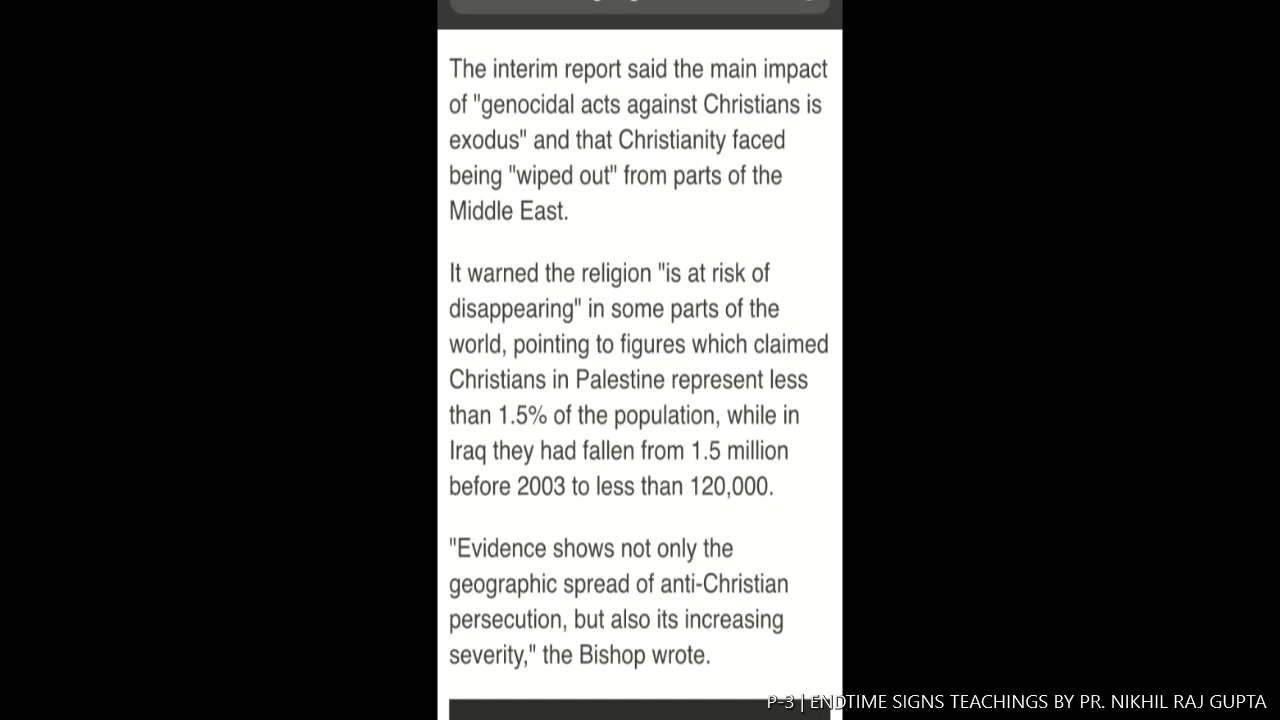 The interim report said the main impact
of "genocidal acts against Christians is
exodus" and that Christianity faced
being "wiped out" from parts of the
Middle East.
It warned the religion "is at risk of
disappearing" in some parts of the
world, pointing to figures which claimed
Christians in Palestine represent less
than 1.5% of the population, while in
Iraq they had fallen from 1.5 million
before 2003 to less than 120,000.
"Evidence shows not only the
geographic spread of anti-Christian
persecution, but also its increasing
severity," the Bishop wrote.
P-3 | ENDTIME SIGNS TEACHINGS BY PR. NIKHIL RAJ GUPTA